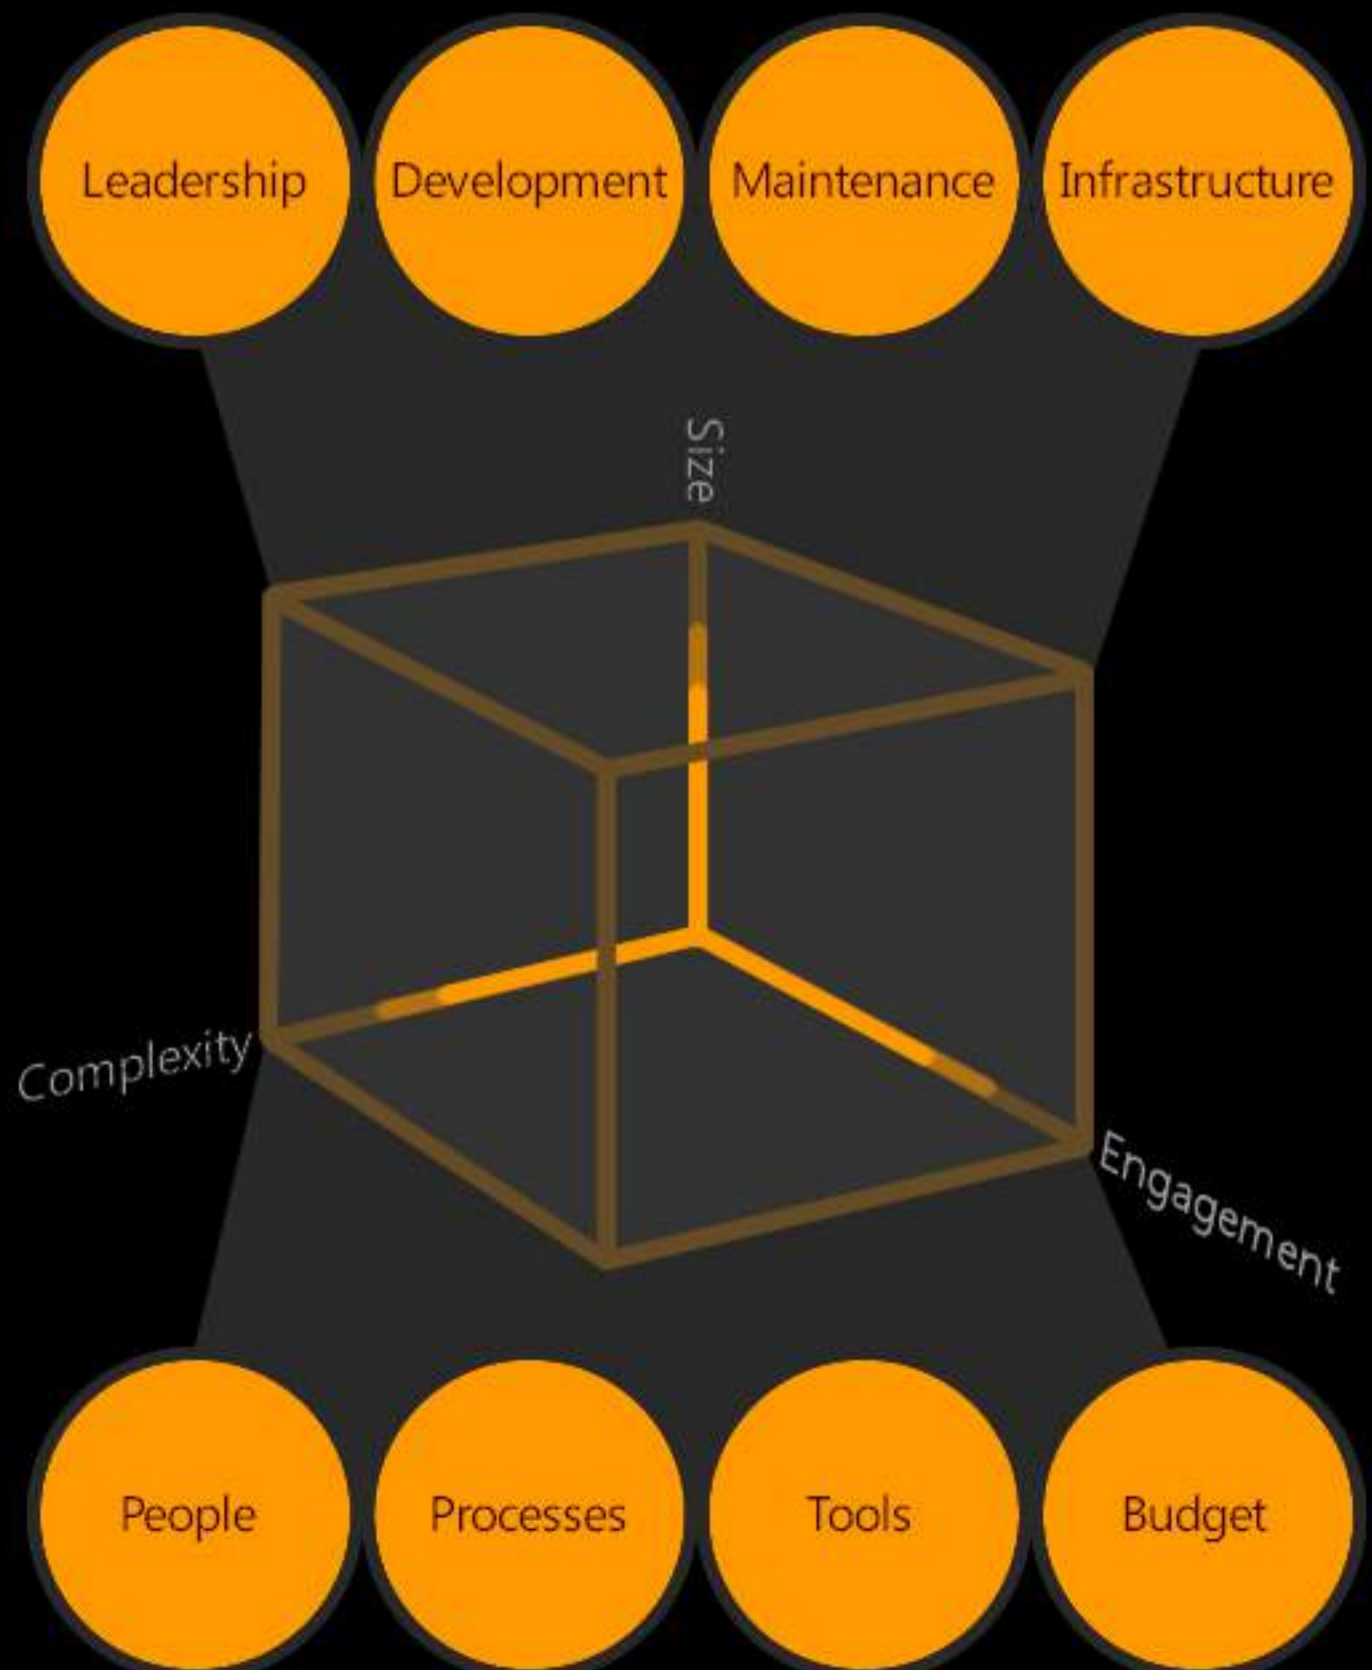 Leadership
Development
Maintenance
Infrastructure
Size
Complexity
Engagement
People
Processes
Tools
Budget